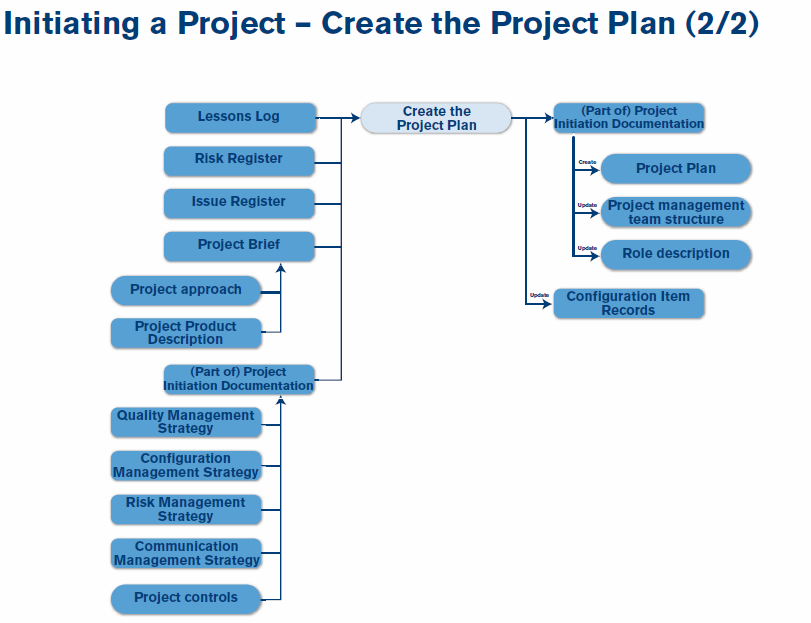 Initiating a Project – Create the Project Plan (2/2)
Lessons Log
Create the
Project Plan
(Part of) Project
Initiation Documentation
Risk Register
Create
Project Plan
Issue Register
Update
Project management
team structure
Project Brief
Update
Role description
Project approach
Update
Configuration Item
Records
Project Product
Description
(Part of) Project
Initiation Documentation
Quality Management
Strategy
Configuration
Management Strategy
Risk Management
Strategy
Communication
Management Strategy
Project controls